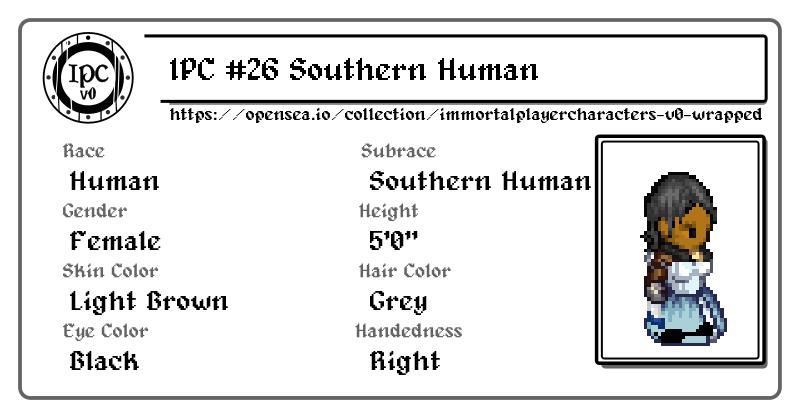 IPC
v0
IPC #26 Southern Human
https://opensea.io/collection/immortalplayercharacters-v0-wrapped
Race
Subrace
Human
Southern Human
Gender
Height
Female
5'0"
Skin Color
Hair Color
Light Brown
Grey
Eye Color
Handedness
Black
Right